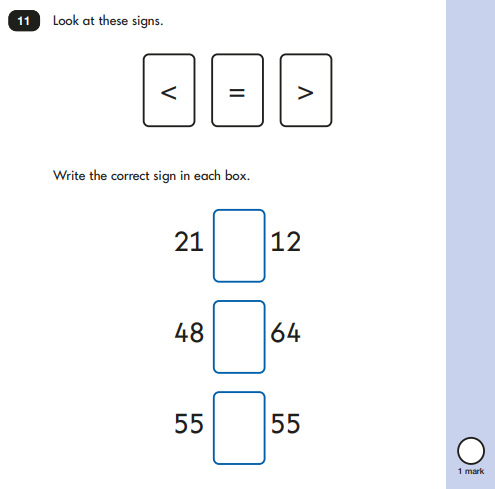 11 Look at these signs.
< = >
Write the correct sign in each box.
21 12
48 64
55 55
1 mark